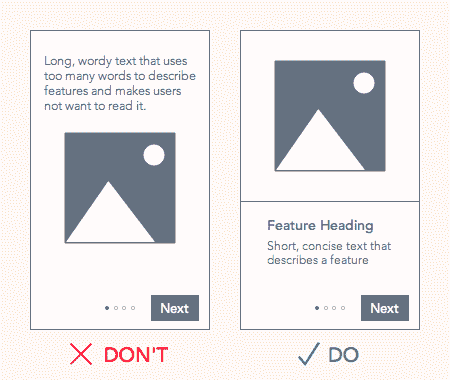 Long, wordy text that uses
too many words to describe
features and makes users
not want to read it.
Next
DON'T
Feature Heading
Short, concise text that
describes a feature
Next
DO